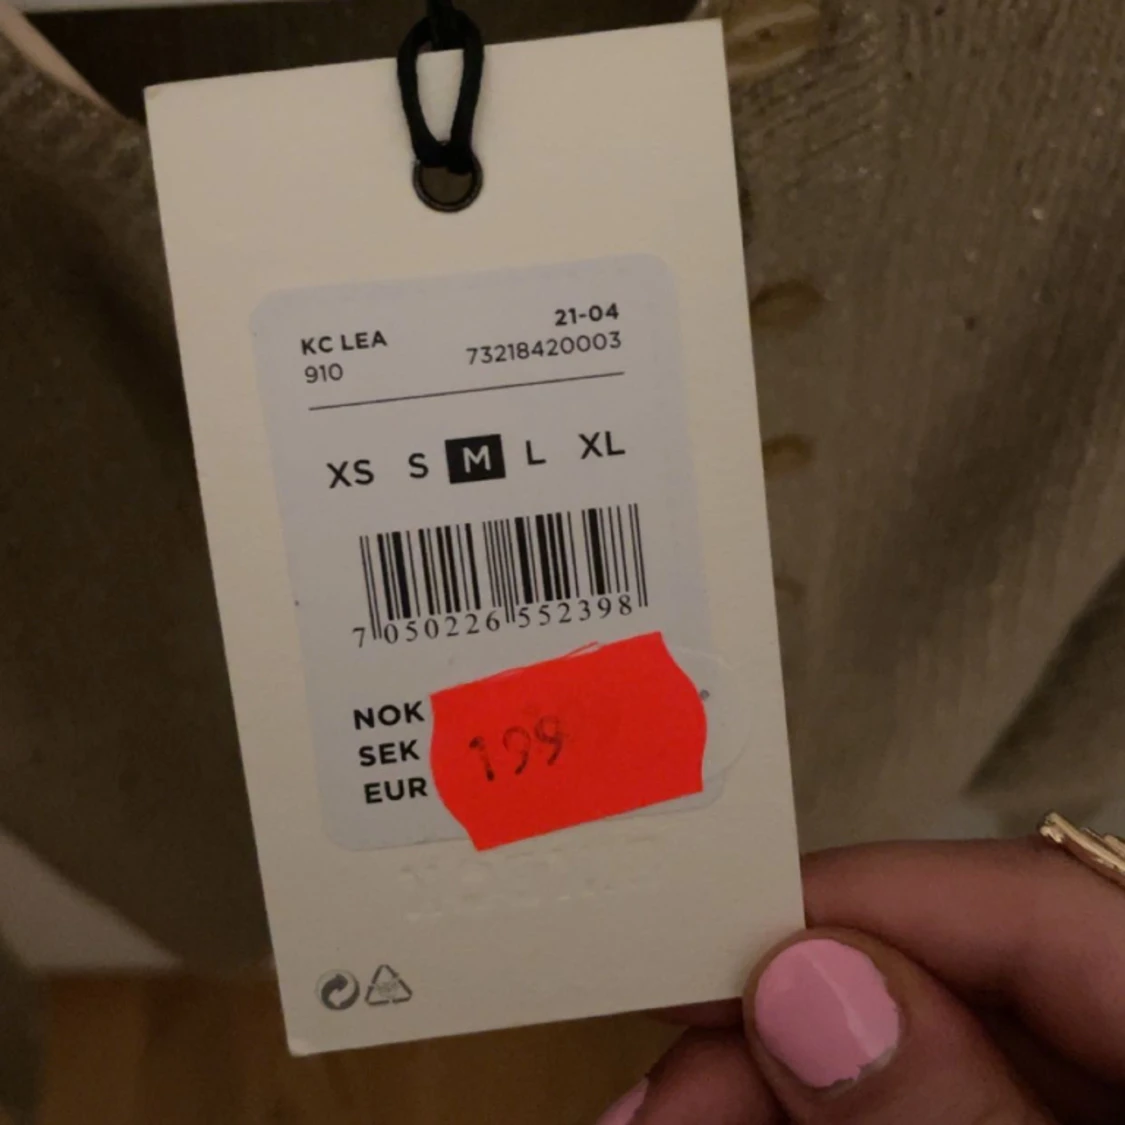 KC LEA
910
21-04
73218420003
XS S M L XL
7 050226 552398
NOK
SEK
EUR
199